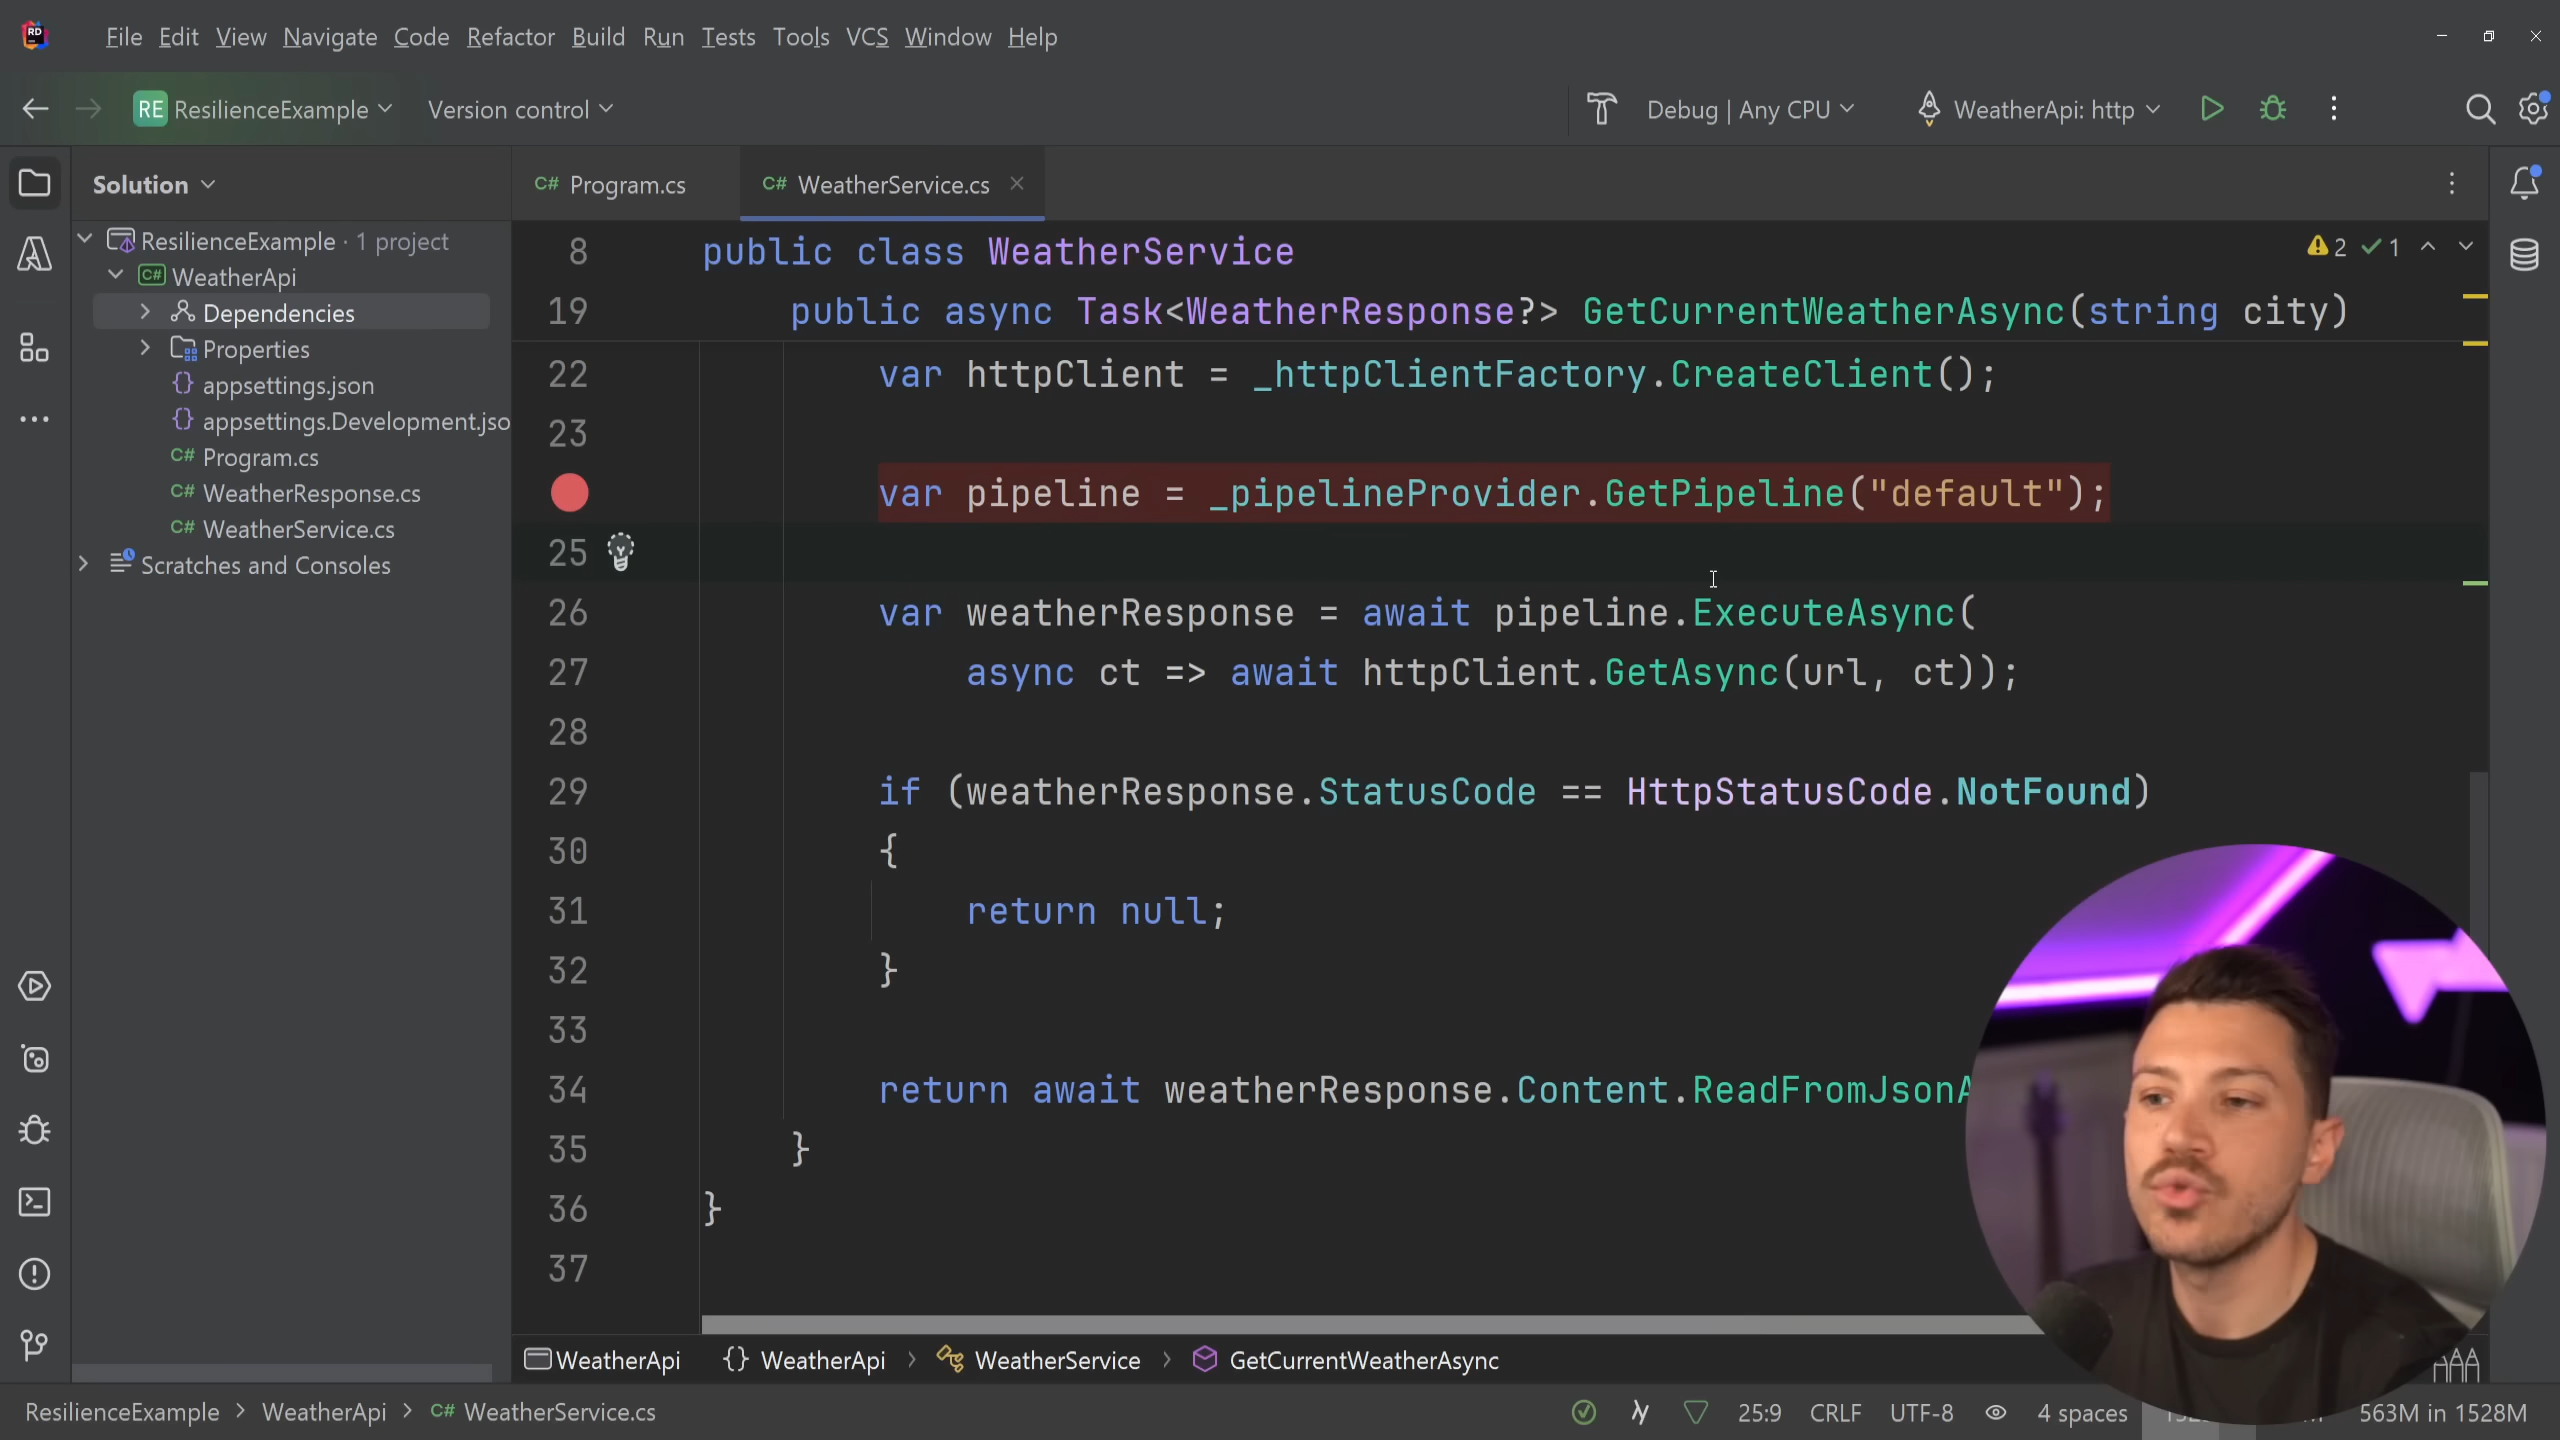 RD
File Edit View Navigate Code Refactor Build Run Tests Tools VCS Window Help
RE ResilienceExample Version control Debug | Any CPU WeatherApi: http
Solution
C# Program.cs C# WeatherService.cs
ResilienceExample · 1 project
C# WeatherApi
Dependencies
Properties
{} appsettings.json
{} appsettings.Development.jso
C# Program.cs
C# WeatherResponse.cs
C# WeatherService.cs
Scratches and Consoles
2 1
8 public class WeatherService
19 public async Task<WeatherResponse?> GetCurrentWeatherAsync(string city)
22 var httpClient = _httpClientFactory.CreateClient();
23
var pipeline = _pipelineProvider.GetPipeline("default");
25
26 var weatherResponse = await pipeline.ExecuteAsync(
27 async ct => await httpClient.GetAsync(url, ct));
28
29 if (weatherResponse.StatusCode == HttpStatusCode.NotFound)
30 {
31 return null;
32 }
33
34 return await weatherResponse.Content.ReadFromJsonA
35 }
36 }
37
WeatherApi {} WeatherApi > WeatherService > GetCurrentWeatherAsync
ResilienceExample > WeatherApi > C# WeatherService.cs 25:9 CRLF UTF-8 4 spaces 563M in 1528M